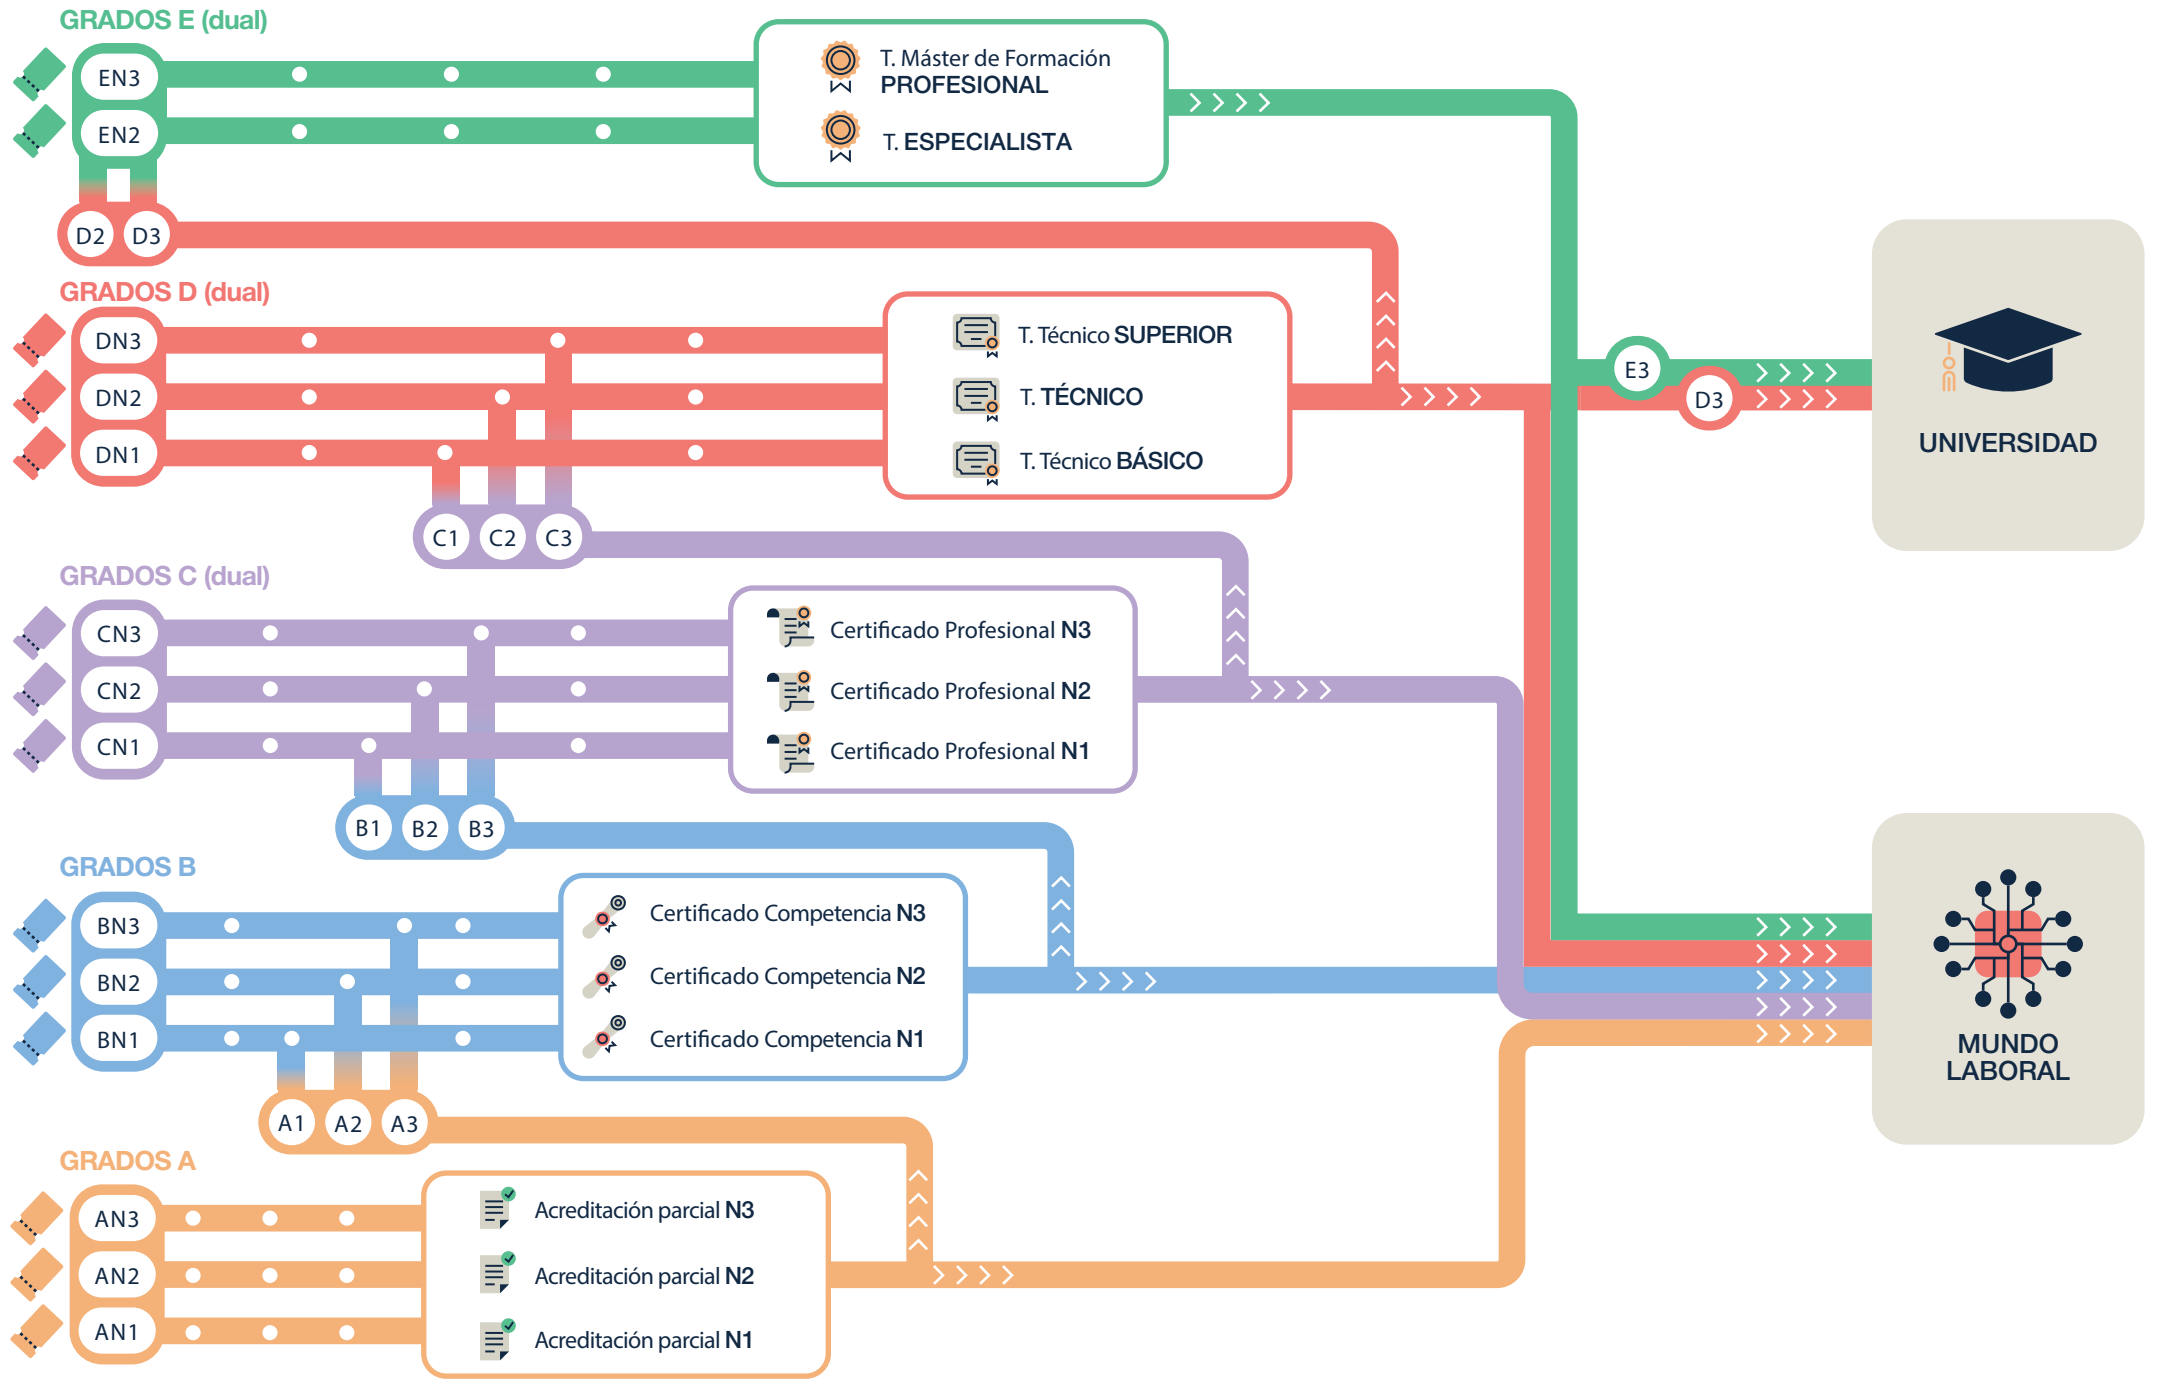 GRADOS E (dual)
EN3
EN2
T. Máster de Formación
PROFESIONAL
T. ESPECIALISTA
D2
D3
GRADOS D (dual)
DN3
DN2
DN1
T. Técnico SUPERIOR
T. TÉCNICO
T. Técnico BÁSICO
E3
D3
UNIVERSIDAD
C1
C2
C3
GRADOS C (dual)
CN3
CN2
CN1
Certificado Profesional N3
Certificado Profesional N2
Certificado Profesional N1
B1
B2
B3
GRADOS B
BN3
BN2
BN1
Certificado Competencia N3
Certificado Competencia N2
Certificado Competencia N1
MUNDO
LABORAL
A1
A2
A3
GRADOS A
AN3
AN2
AN1
Acreditación parcial N3
Acreditación parcial N2
Acreditación parcial N1